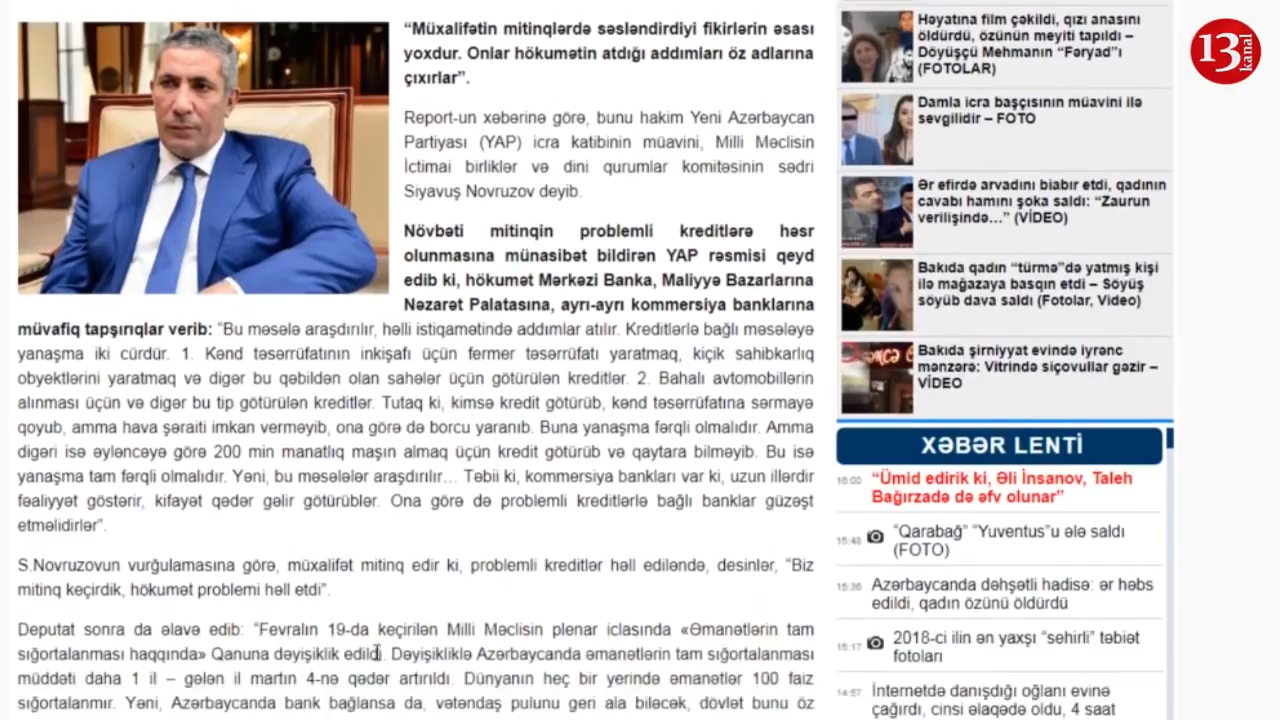 “Müxalifətin mitinqlərdə səsləndirdiyi fikirlərin əsası
yoxdur. Onlar hökumətin atdığı addımları öz adlarına
çıxırlar”.
Report-un xəbərinə görə, bunu hakim Yeni Azərbaycan
Partiyası (YAP) icra katibinin müavini, Milli Məclisin
İctimai birliklər və dini qurumlar komitəsinin sədri
Siyavuş Novruzov deyib.
Növbəti mitinqin problemli kreditlərə həsr
olunmasına münasibət bildirən YAP rəsmisi qeyd
edib ki, hökumət Mərkəzi Banka, Maliyyə Bazarlarına
Nəzarət Palatasına, ayrı-ayrı kommersiya banklarına
müvafiq tapşırıqlar verib: “Bu məsələ araşdırılır, həlli istiqamətində addımlar atılır. Kreditlərlə bağlı məsələyə
yanaşma iki cürdür. 1. Kənd təsərrüfatının inkişafı üçün fermer təsərrüfatı yaratmaq, kiçik sahibkarlıq
obyektlərini yaratmaq və digər bu qəbildən olan sahələr üçün götürülən kreditlər. 2. Bahalı avtomobillərin
alınması üçün və digər bu tip götürülən kreditlər. Tutaq ki, kimsə kredit götürüb, kənd təsərrüfatına sərmayə
qoyub, amma hava şəraiti imkan verməyib, ona görə də borcu yaranıb. Buna yanaşma fərqli olmalıdır. Amma
digəri isə əyləncəyə görə 200 min manatlıq maşın almaq üçün kredit götürüb və qaytara bilməyib. Bu isə
yanaşma tam fərqli olmalıdır. Yəni, bu məsələlər araşdırılır... Təbii ki, kommersiya bankları var ki, uzun illərdir
fəaliyyət göstərir, kifayət qədər gəlir götürüblər. Ona görə də problemli kreditlərlə bağlı banklar güzəşt
etməlidirlər”.
S.Novruzovun vurğulamasına görə, müxalifət mitinq edir ki, problemli kreditlər həll ediləndə, desinlər, “Biz
mitinq keçirdik, hökumət problemi həll etdi”.
Deputat sonra da əlavə edib: “Fevralın 19-da keçirilən Milli Məclisin plenar iclasında «Əmanətlərin tam
sığortalanması haqqında» Qanuna dəyişiklik edildi. Dəyişikliklə Azərbaycanda əmanətlərin tam sığortalanması
müddəti daha 1 il – gələn il martın 4-nə qədər artırıldı. Dünyanın heç bir yerində əmanətlər 100 faiz
sığortalanmır. Yəni, Azərbaycanda bank bağlansa da, vətəndaş pulunu geri ala biləcək, dövlət bunu öz
Həyatına film çəkildi, qızı anasını
öldürdü, özünün meyiti tapıldı –
Döyüşçü Mehmanın “Fəryad”ı
(FOTOLAR)
Damla icra başçısının müavini ilə
sevgilidir – FOTO
Ər efirdə arvadını biabır etdi, qadının
cavabı hamını şoka saldı: “Zaurun
verilişində...” (VİDEO)
Bakıda qadın “türmə”də yatmış kişi
ilə mağazaya basqın etdi – Söyüş
söyüb dava saldı (Fotolar, Video)
Bakıda şirniyyat evində iyrənc
mənzərə: Vitrində siçovullar gəzir –
VİDEO
XƏBƏR LENTİ
16:00 “Ümid edirik ki, Əli İnsanov, Taleh
Bağırzadə də əfv olunar”
15:48 “Qarabağ” “Yuventus”u ələ saldı
(FOTO)
15:36 Azərbaycanda dəhşətli hadisə: ər həbs
edildi, qadın özünü öldürdü
15:17 2018-ci ilin ən yaxşı “sehirli” təbiət
fotoları
14:57 İnternetdə danışdığı oğlanı evinə
çağırdı, cinsi əlaqədə oldu, 4 saat
13 kanal